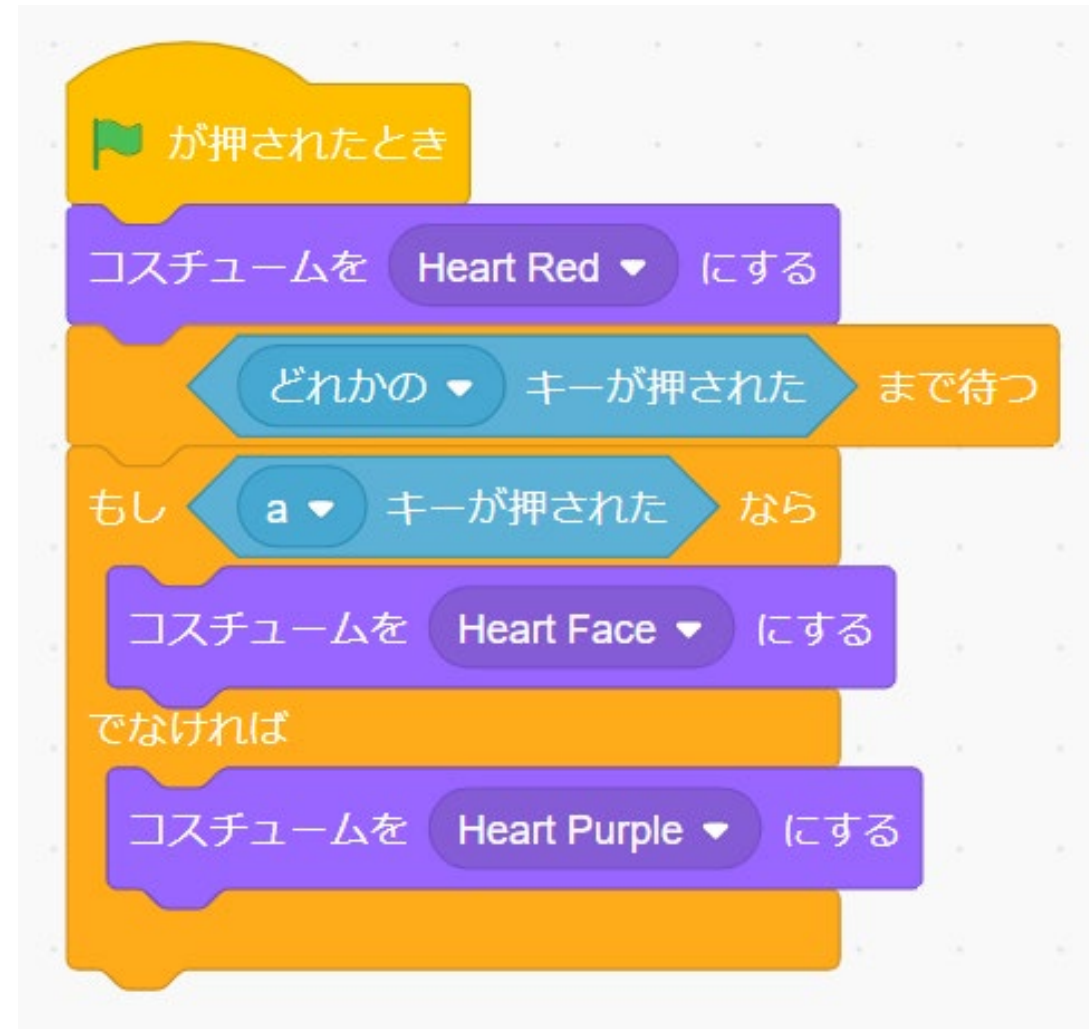 が押されたとき
コスチュームを Heart Red にする
どれかの キーが押された まで待つ
もし a キーが押された なら
コスチュームを Heart Face にする
でなければ
コスチュームを Heart Purple にする